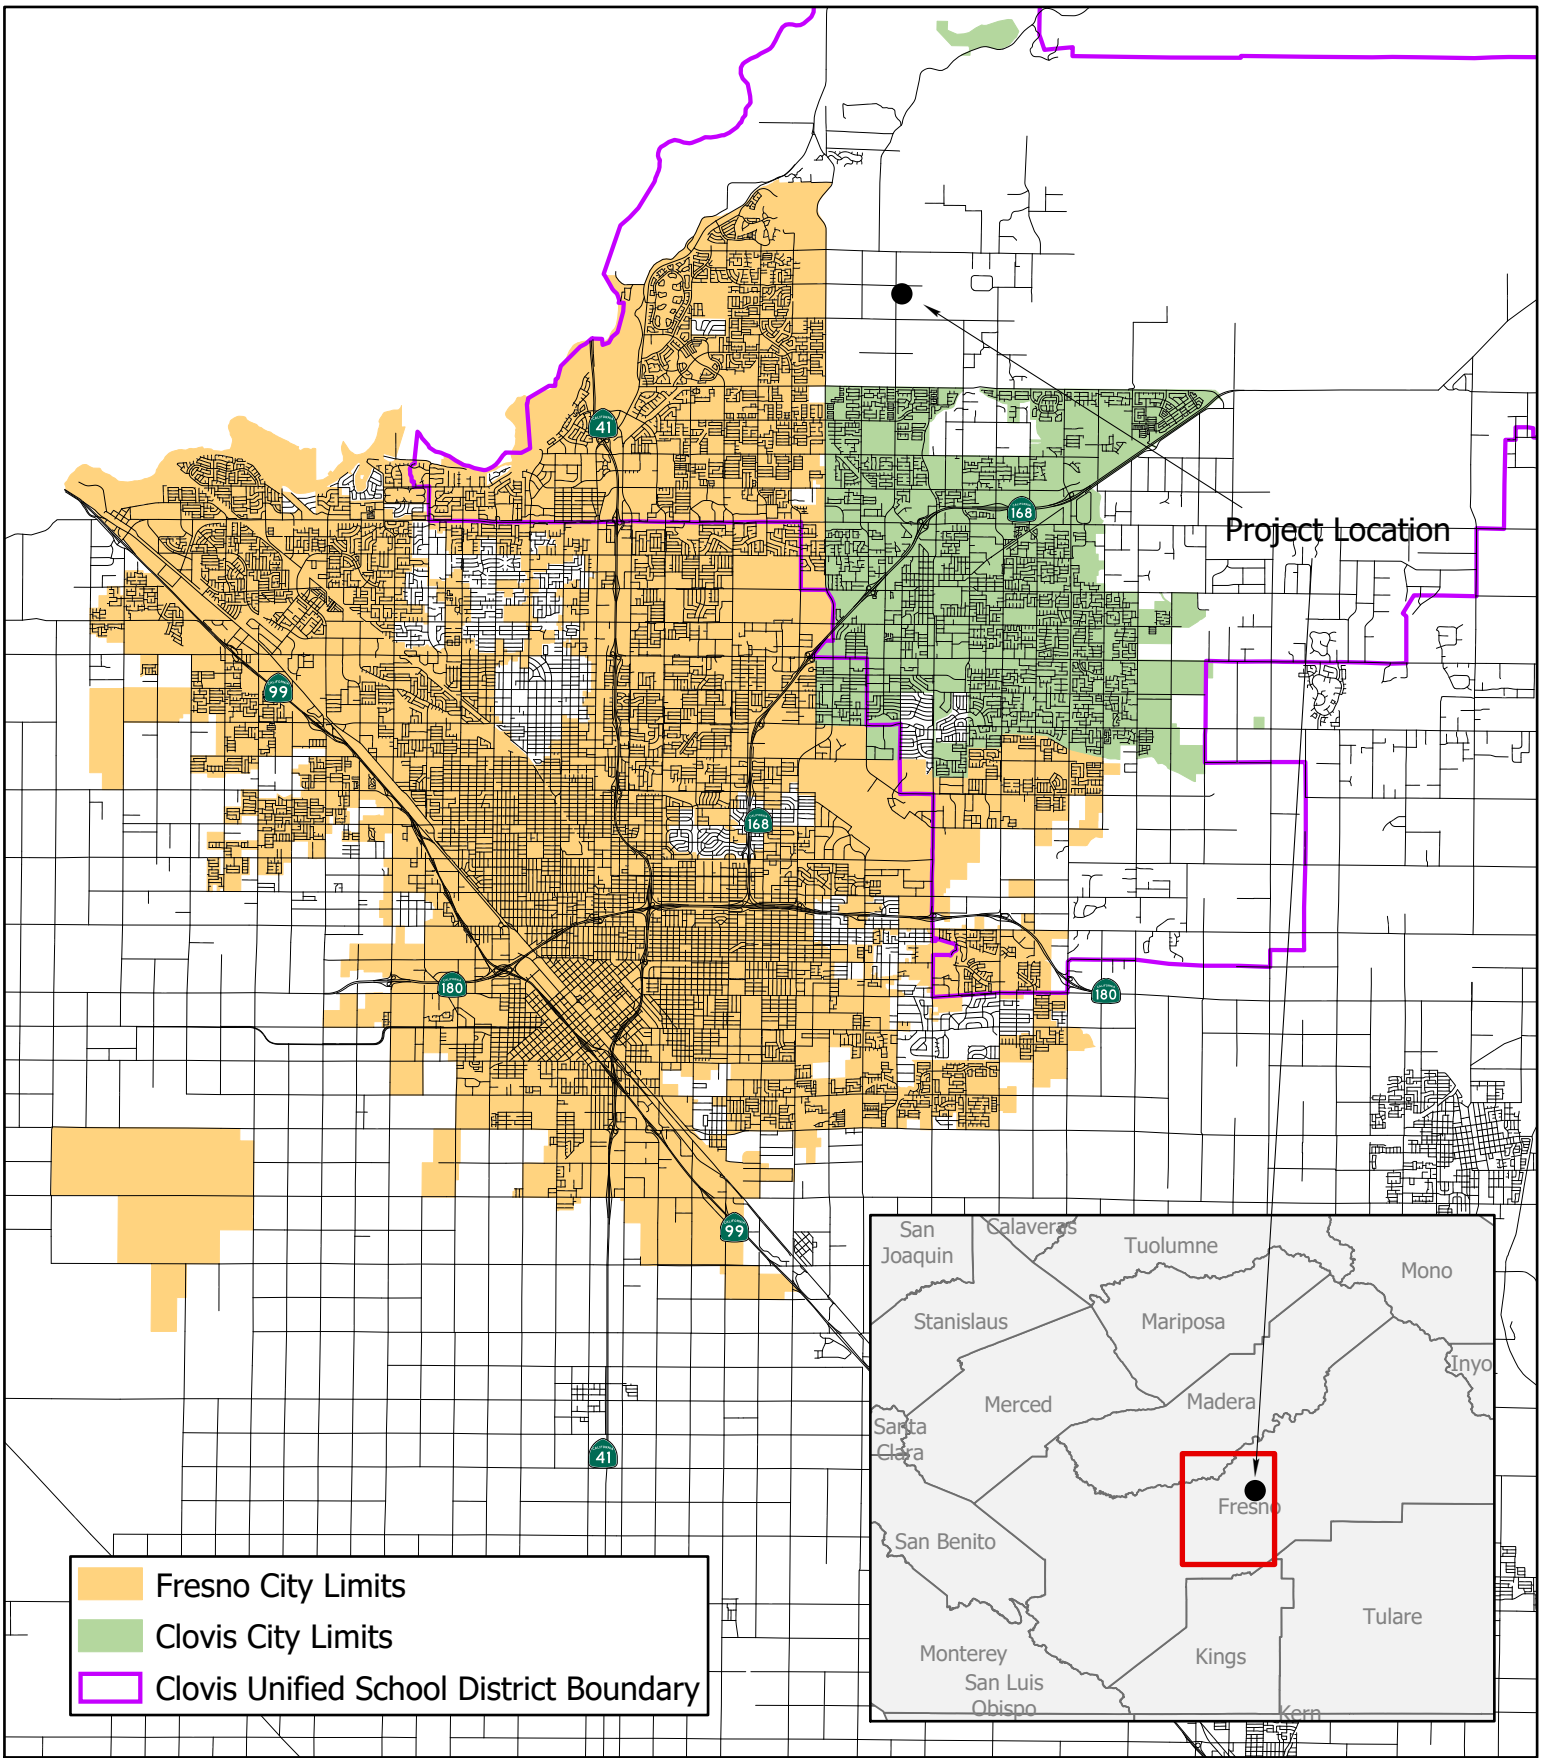 41
168
Project Location
99
168
180
180
99
41
San
Joaquin
Calaveras
Tuolumne
Mono
Stanislaus
Mariposa
Inyo
Merced
Madera
Santa
Clara
Fresno
San Benito
Tulare
Monterey
Kings
San Luis
Obispo
Kern
Fresno City Limits
Clovis City Limits
Clovis Unified School District Boundary